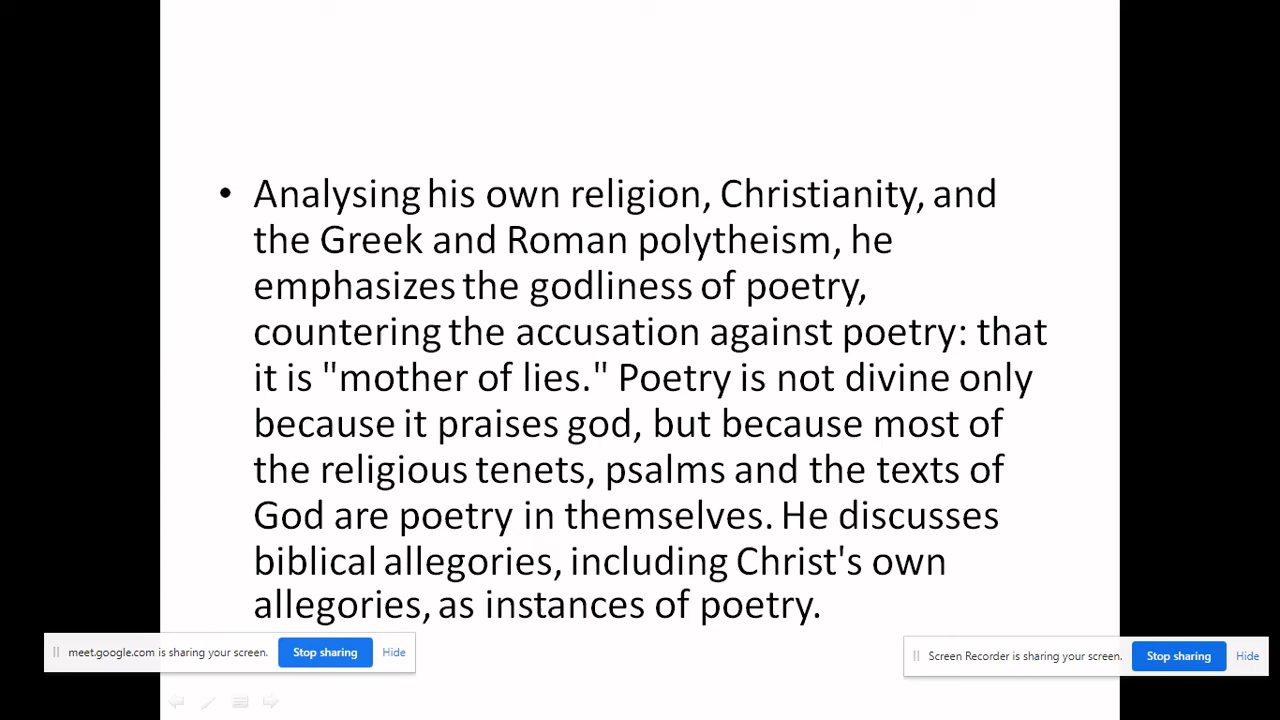 • Analysing his own religion, Christianity, and
the Greek and Roman polytheism, he
emphasizes the godliness of poetry,
countering the accusation against poetry: that
it is "mother of lies." Poetry is not divine only
because it praises god, but because most of
the religious tenets, psalms and the texts of
God are poetry in themselves. He discusses
biblical allegories, including Christ's own
allegories, as instances of poetry.
meet.google.com is sharing your screen. Stop sharing Hide
Screen Recorder is sharing your screen. Stop sharing Hide